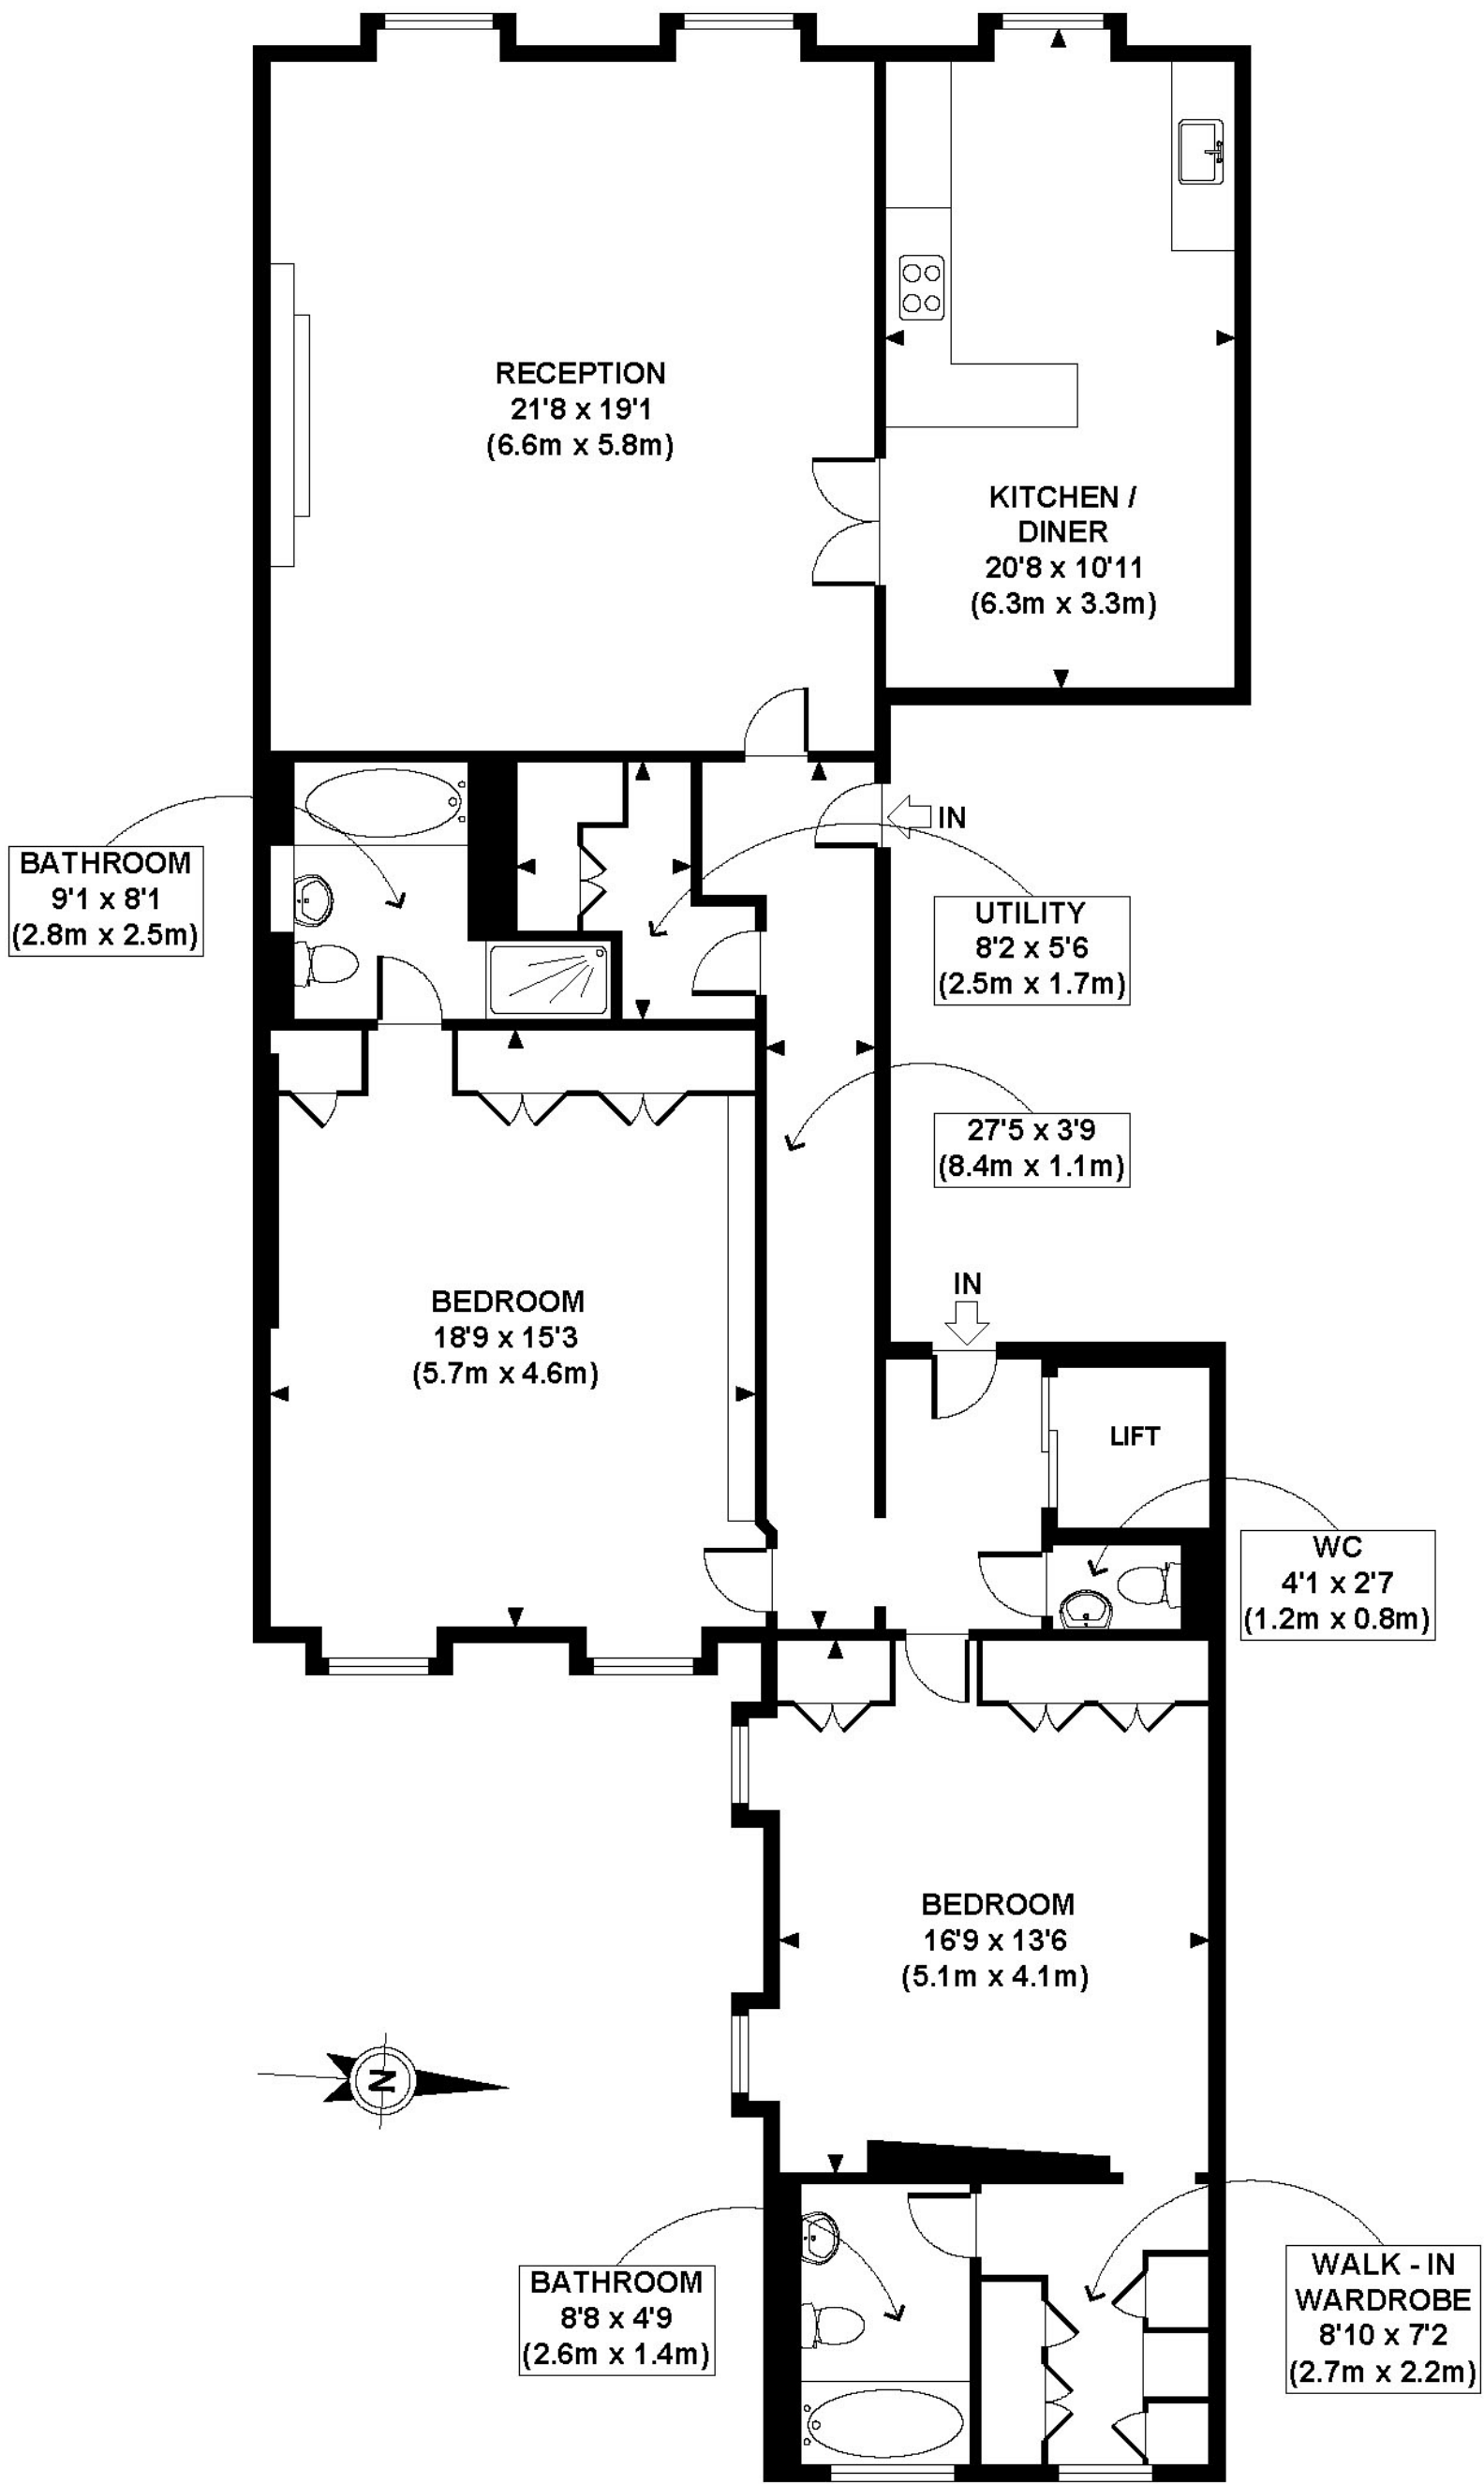 RECEPTION
21'8 x 19'1
(6.6m x 5.8m)
KITCHEN /
DINER
20'8 x 10'11
(6.3m x 3.3m)
IN
BATHROOM
9'1 x 8'1
(2.8m x 2.5m)
UTILITY
8'2 x 5'6
(2.5m x 1.7m)
27'5 x 3'9
(8.4m x 1.1m)
BEDROOM
18'9 x 15'3
(5.7m x 4.6m)
IN
LIFT
WC
4'1 x 2'7
(1.2m x 0.8m)
BEDROOM
16'9 x 13'6
(5.1m x 4.1m)
N
BATHROOM
8'8 x 4'9
(2.6m x 1.4m)
WALK - IN
WARDROBE
8'10 x 7'2
(2.7m x 2.2m)